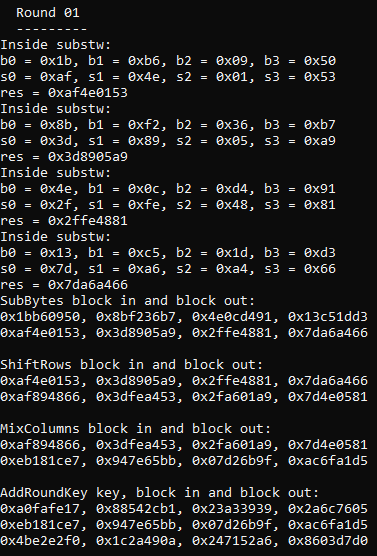 Round 01
---------
Inside substw:
b0 = 0x1b, b1 = 0xb6, b2 = 0x09, b3 = 0x50
s0 = 0xaf, s1 = 0x4e, s2 = 0x01, s3 = 0x53
res = 0xaf4e0153
Inside substw:
b0 = 0x8b, b1 = 0xf2, b2 = 0x36, b3 = 0xb7
s0 = 0x3d, s1 = 0x89, s2 = 0x05, s3 = 0xa9
res = 0x3d8905a9
Inside substw:
b0 = 0x4e, b1 = 0x0c, b2 = 0xd4, b3 = 0x91
s0 = 0x2f, s1 = 0xfe, s2 = 0x48, s3 = 0x81
res = 0x2ffe4881
Inside substw:
b0 = 0x13, b1 = 0xc5, b2 = 0x1d, b3 = 0xd3
s0 = 0x7d, s1 = 0xa6, s2 = 0xa4, s3 = 0x66
res = 0x7da6a466
SubBytes block in and block out:
0x1bb60950, 0x8bf236b7, 0x4e0cd491, 0x13c51dd3
0xaf4e0153, 0x3d8905a9, 0x2ffe4881, 0x7da6a466

ShiftRows block in and block out:
0xaf4e0153, 0x3d8905a9, 0x2ffe4881, 0x7da6a466
0xaf894866, 0x3dfea453, 0x2fa601a9, 0x7d4e0581

MixColumns block in and block out:
0xaf894866, 0x3dfea453, 0x2fa601a9, 0x7d4e0581
0xeb181ce7, 0x947e65bb, 0x07d26b9f, 0xac6fa1d5

AddRoundKey key, block in and block out:
0xa0fafe17, 0x88542cb1, 0x23a33939, 0x2a6c7605
0xeb181ce7, 0x947e65bb, 0x07d26b9f, 0xac6fa1d5
0x4be2e2f0, 0x1c2a490a, 0x247152a6, 0x8603d7d0